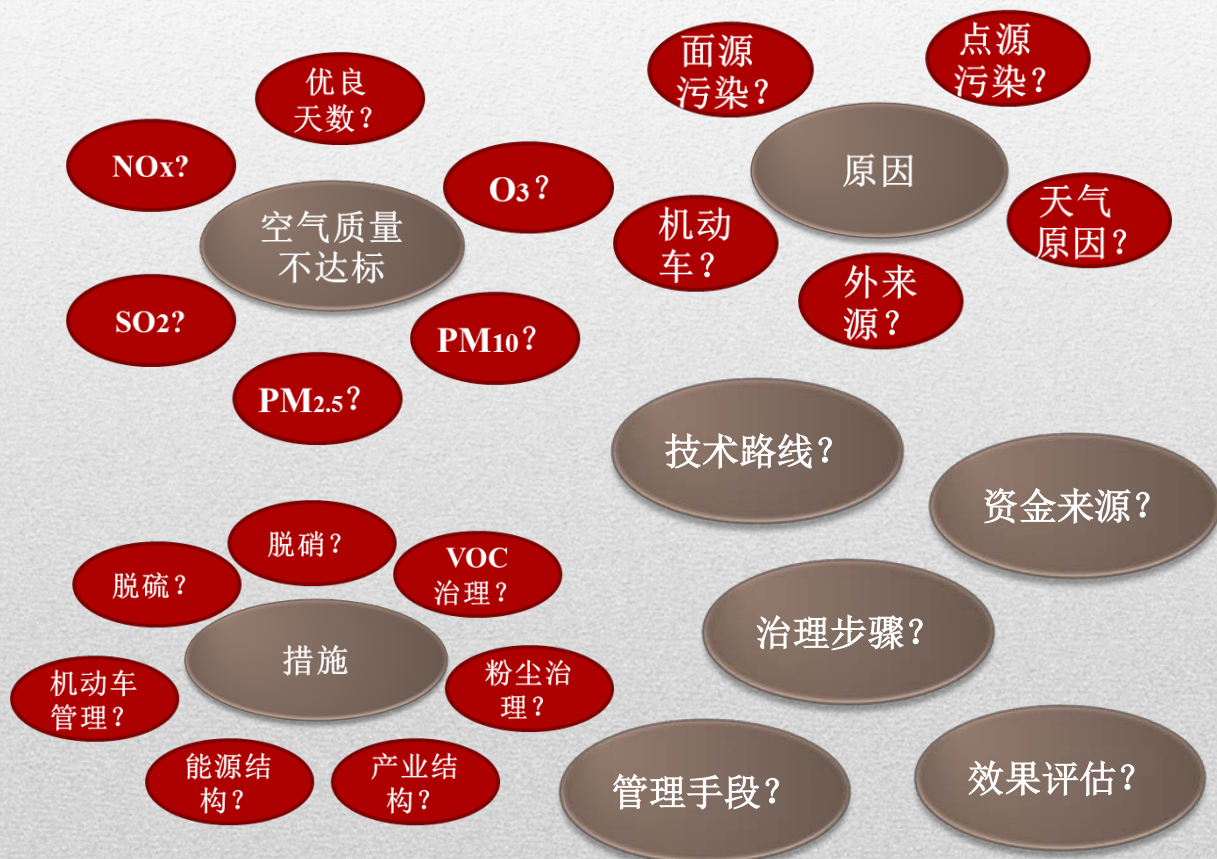 优良
天数?
NOx?
O3?
空气质量
不达标
SO2?
PM10?
PM2.5?
面源
污染?
点源
污染?
原因
机动
车?
天气
原因?
外来
源?
技术路线?
资金来源?
治理步骤?
管理手段?
效果评估?
脱硝?
脱硫?
VOC
治理?
措施
机动车
管理?
粉尘治
理?
能源结
构?
产业结
构?